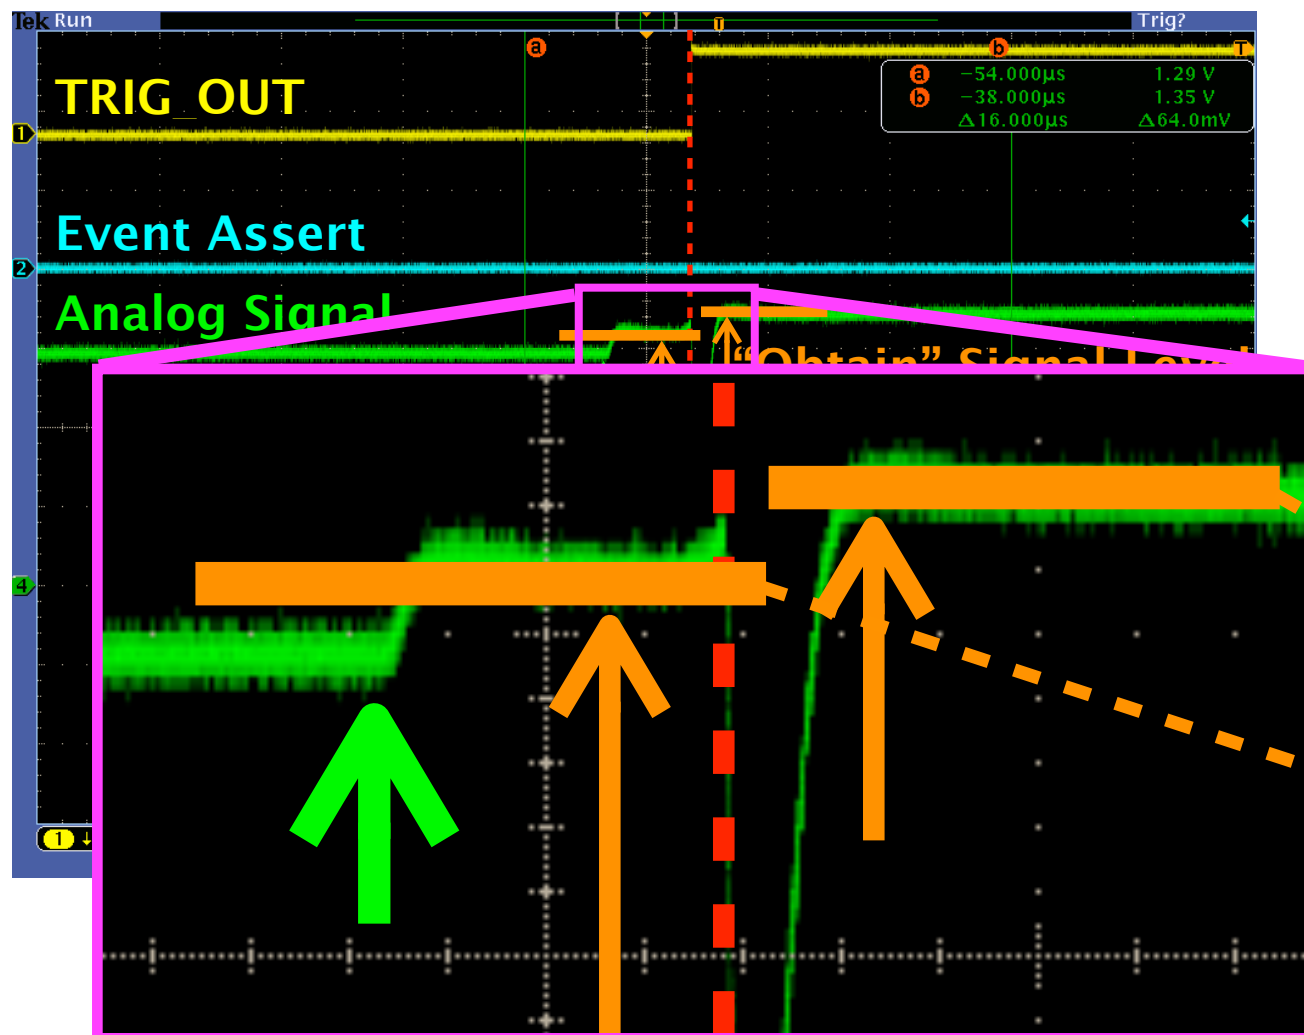 Tek Run
Trig?
a
b
T
T
a −54.000µs 1.29 V
b −38.000µs 1.35 V
Δ16.000µs Δ64.0mV
TRIG_OUT
1
Event Assert
2
Analog Signal
“Obtain” Signal Level
4
1